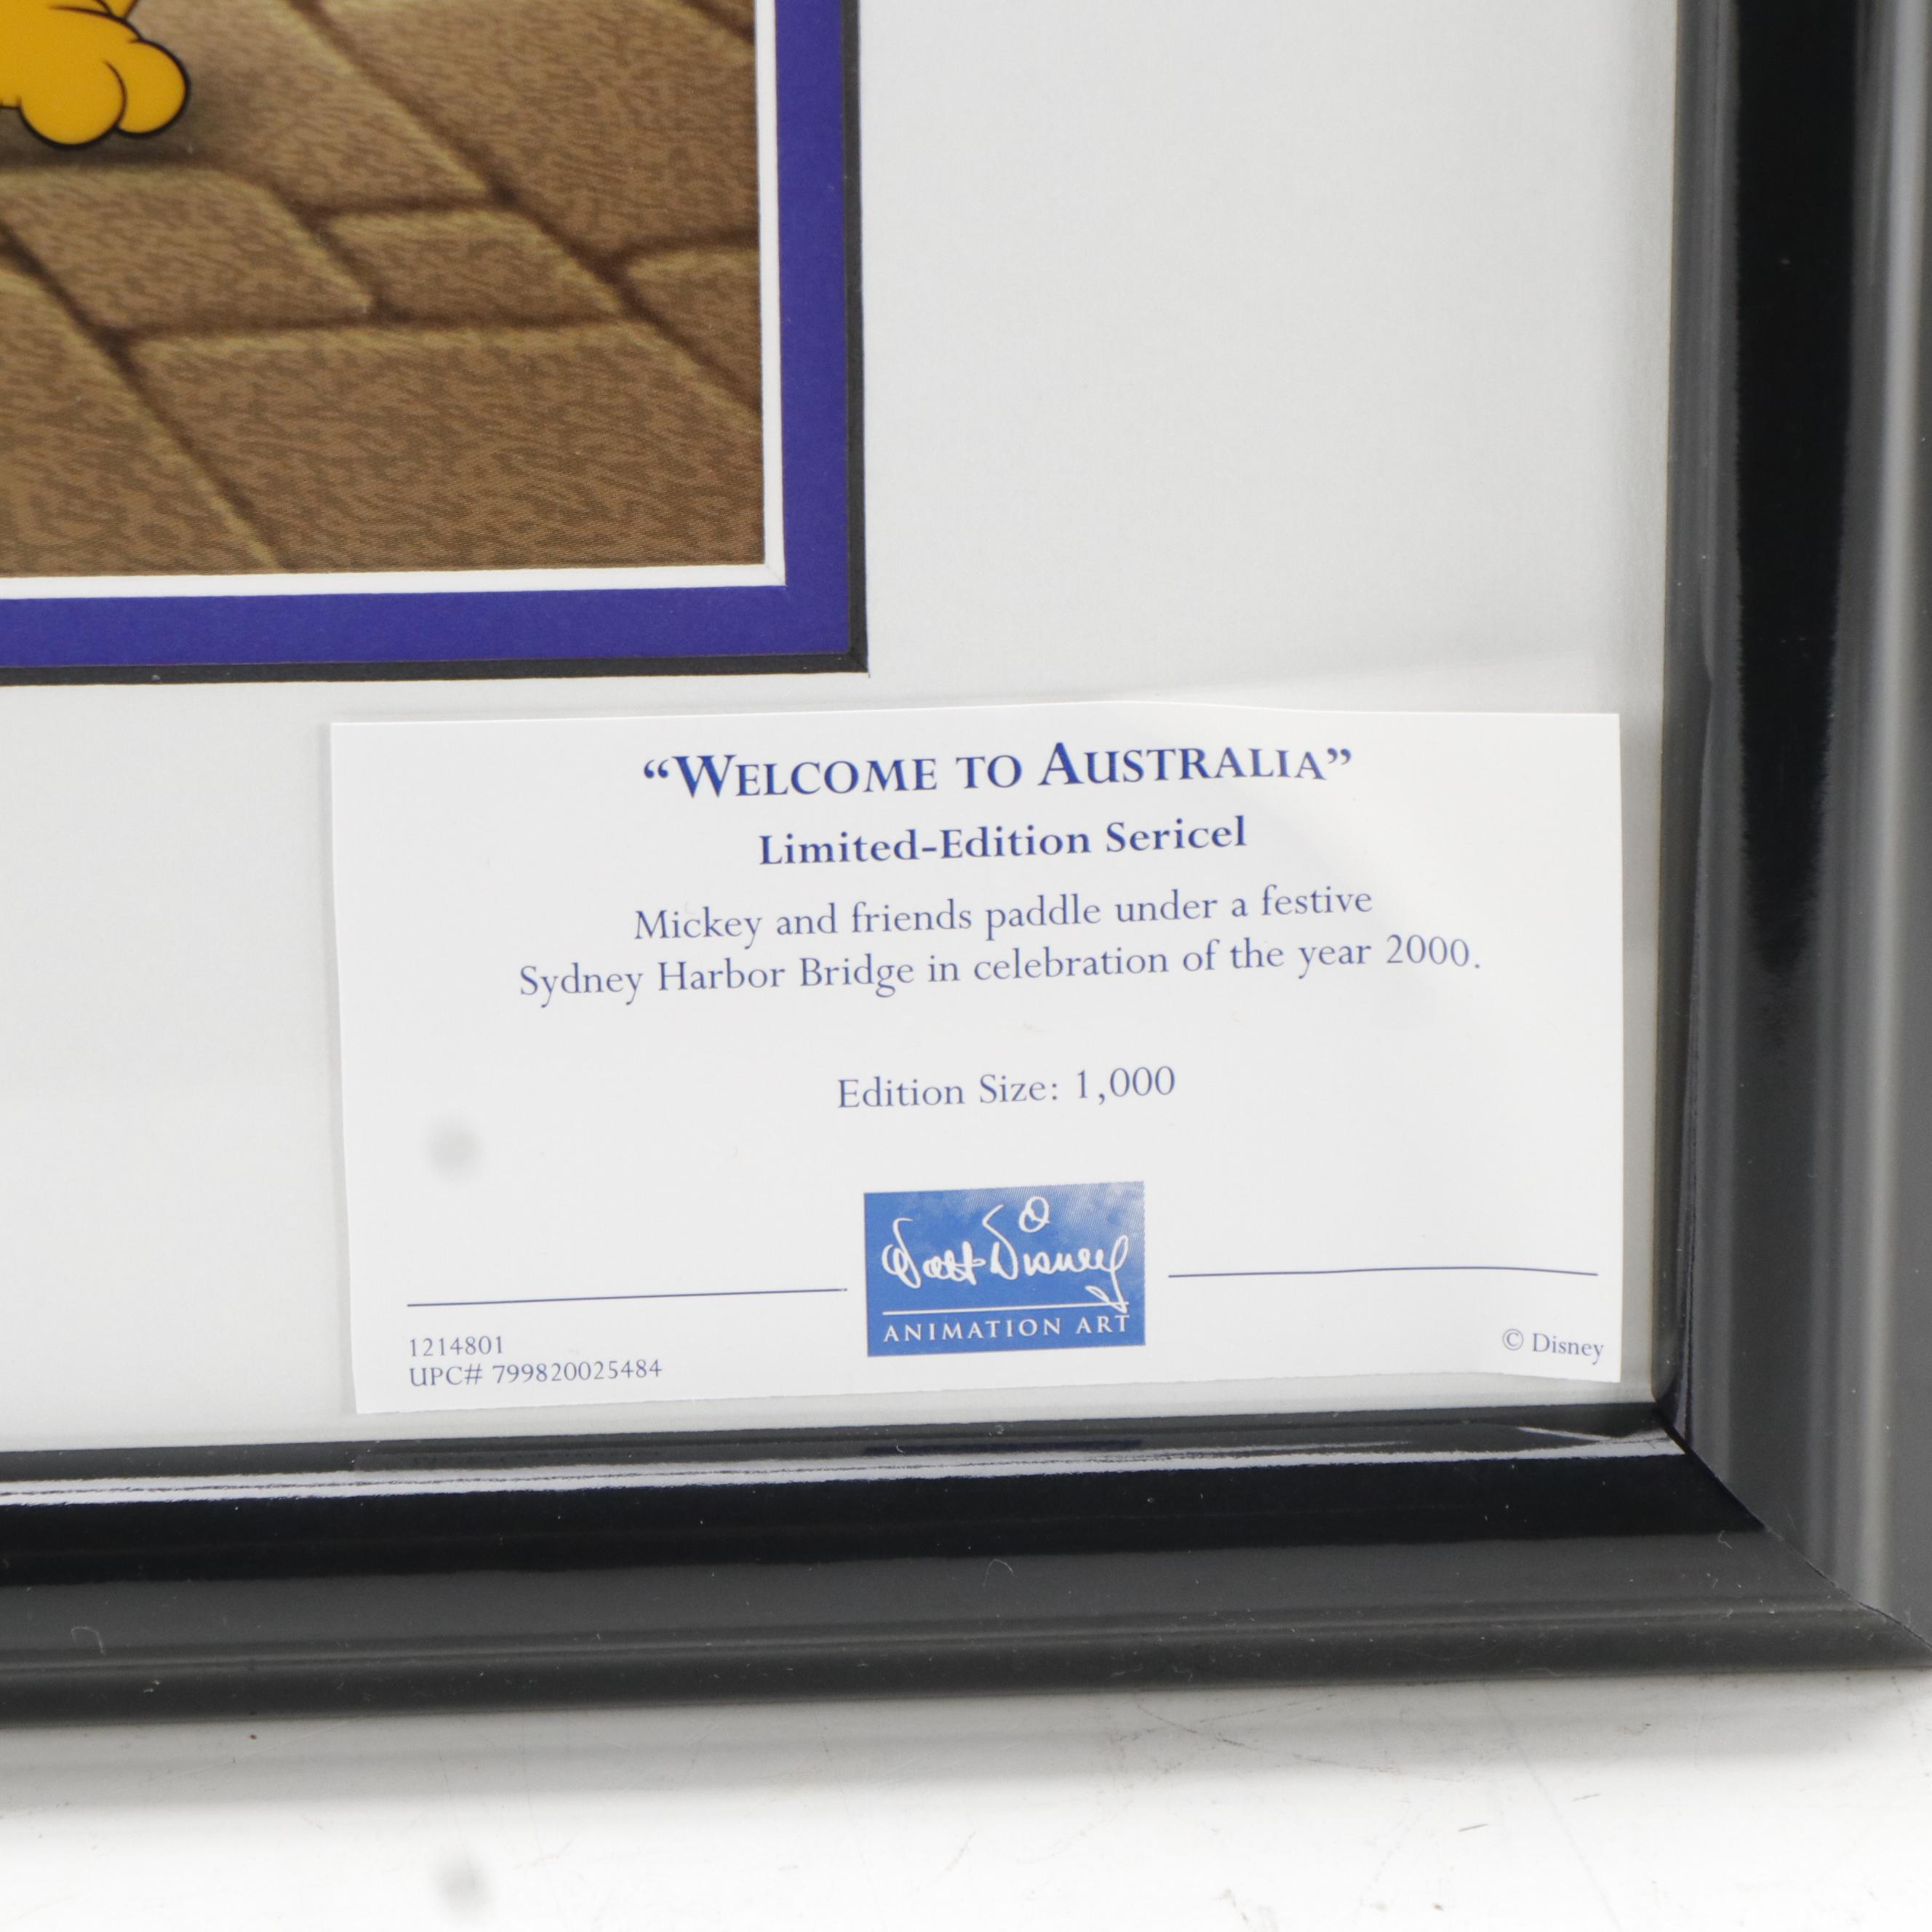 “WELCOME TO AUSTRALIA”
Limited-Edition Sericel
Mickey and friends paddle under a festive
Sydney Harbor Bridge in celebration of the year 2000.
Edition Size: 1,000
Walt Disney
ANIMATION ART
1214801
UPC# 799820025484
© Disney